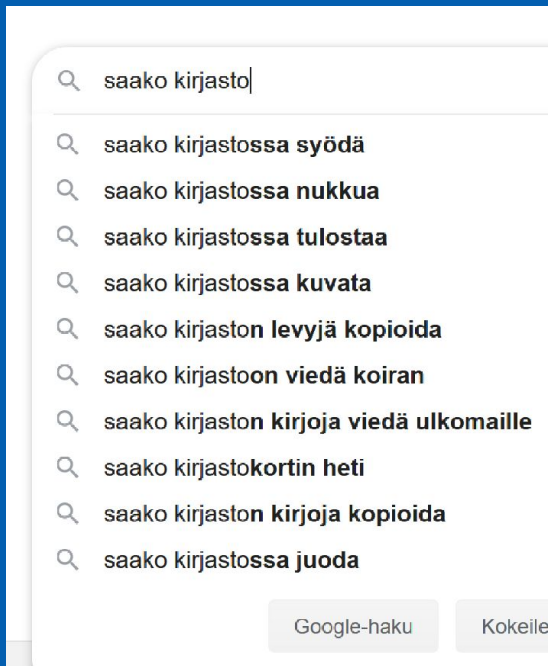 saako kirjasto
saako kirjastossa syödä
saako kirjastossa nukkua
saako kirjastossa tulostaa
saako kirjastossa kuvata
saako kirjaston levyjä kopioida
saako kirjastoon viedä koiran
saako kirjaston kirjoja viedä ulkomaille
saako kirjastokortin heti
saako kirjaston kirjoja kopioida
saako kirjastossa juoda
Google-haku Kokeile